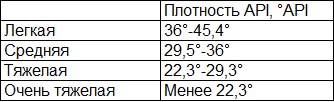 Ппотность API, °API
Легкая 36°-45,4°
Средняя 29,5°-36°
Тяжелая 22,3°-29,3°
Очень тяжелая Менее 22,3°